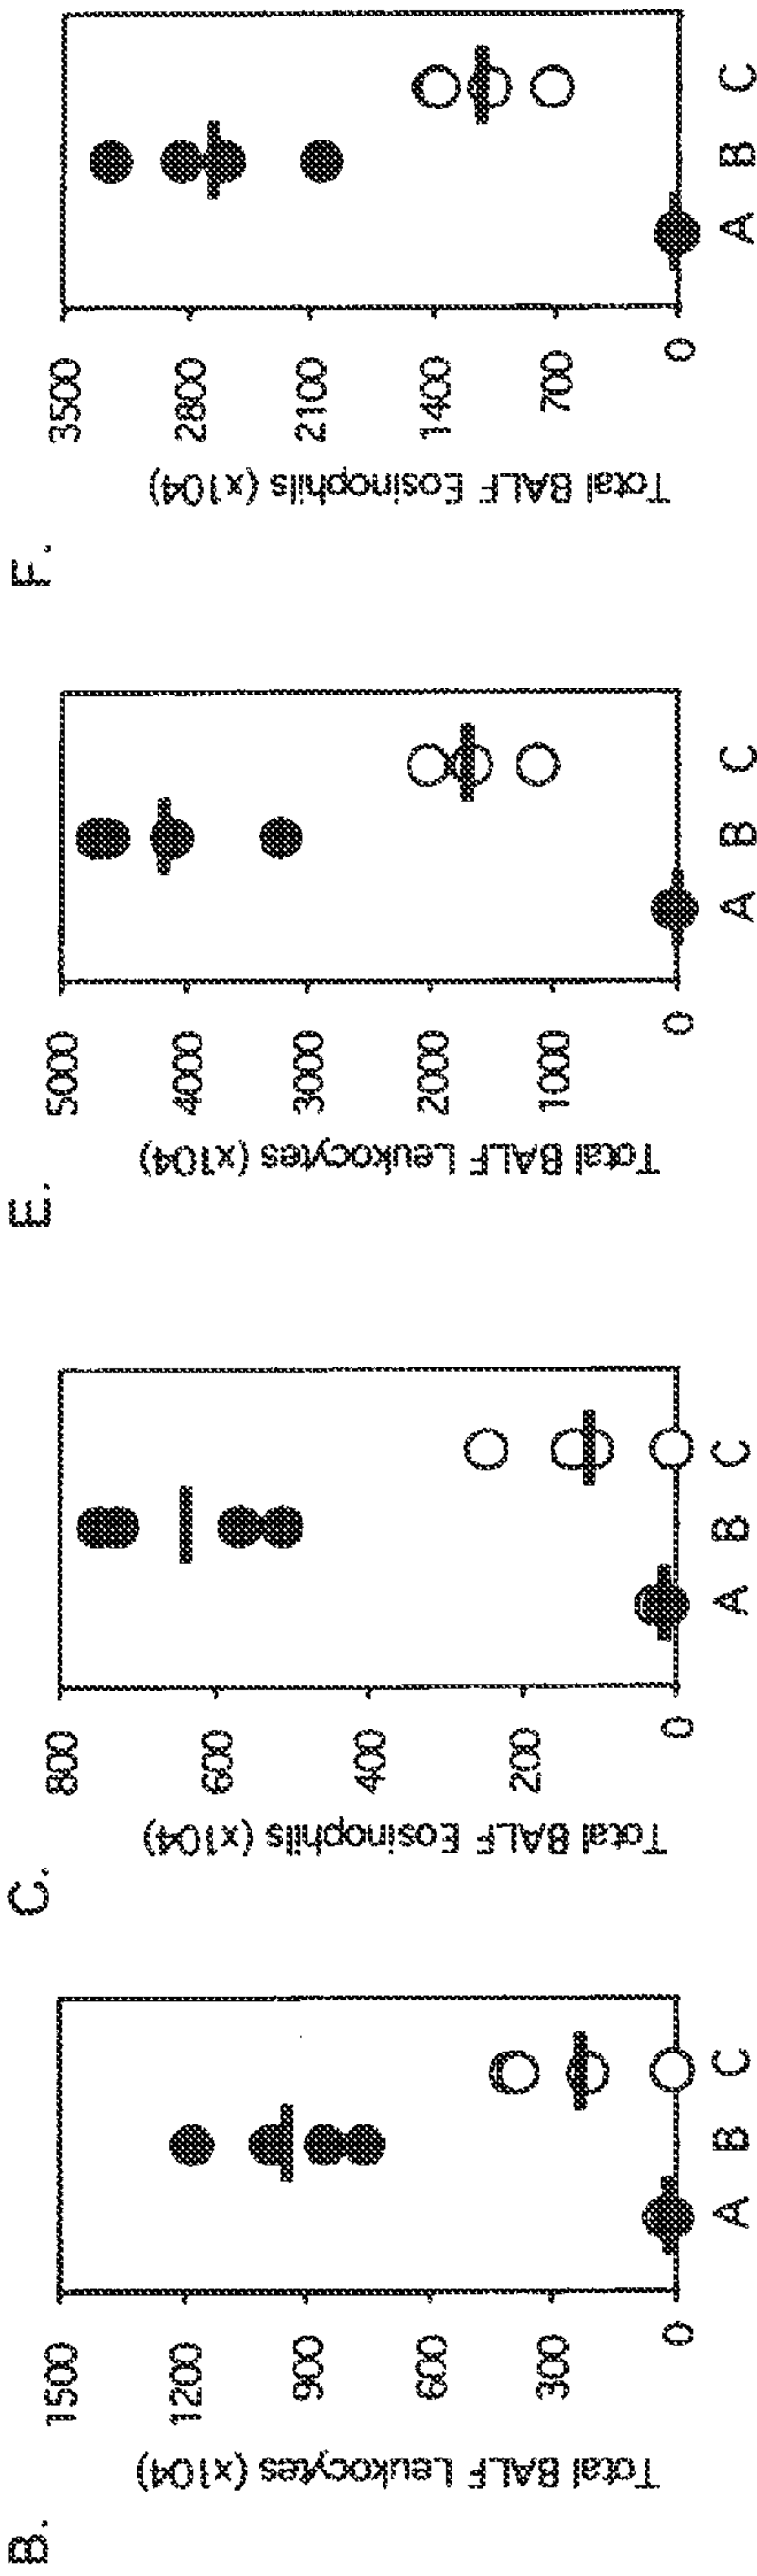 B.
Total BALF Leukocytes (x104)
1500
1200
900
600
300
0
A B C
C.
Total BALF Eosinophils (x104)
800
600
400
200
0
A B C
E.
Total BALF Leukocytes (x104)
5000
4000
3000
2000
1000
0
A B C
F.
Total BALF Eosinophils (x104)
3500
2800
2100
1400
700
0
A B C